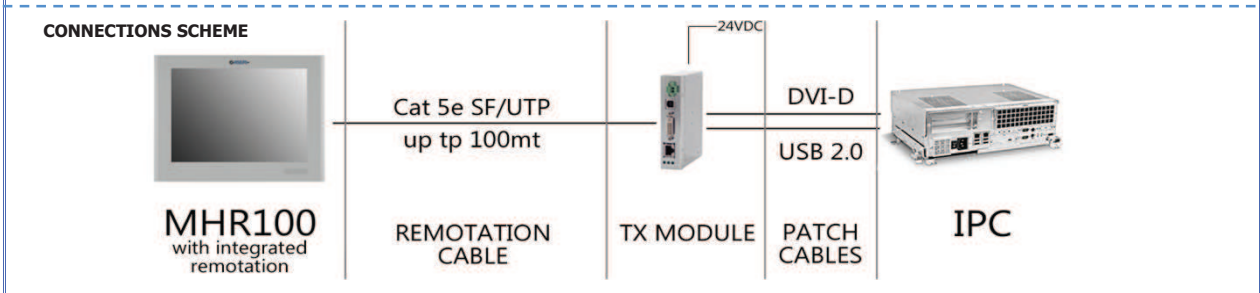 CONNECTIONS SCHEME
24VDC
Cat 5e SF/UTP
up tp 100mt
DVI-D
USB 2.0
MHR100
with integrated
remotation
REMOTATION
CABLE
TX MODULE
PATCH
CABLES
IPC